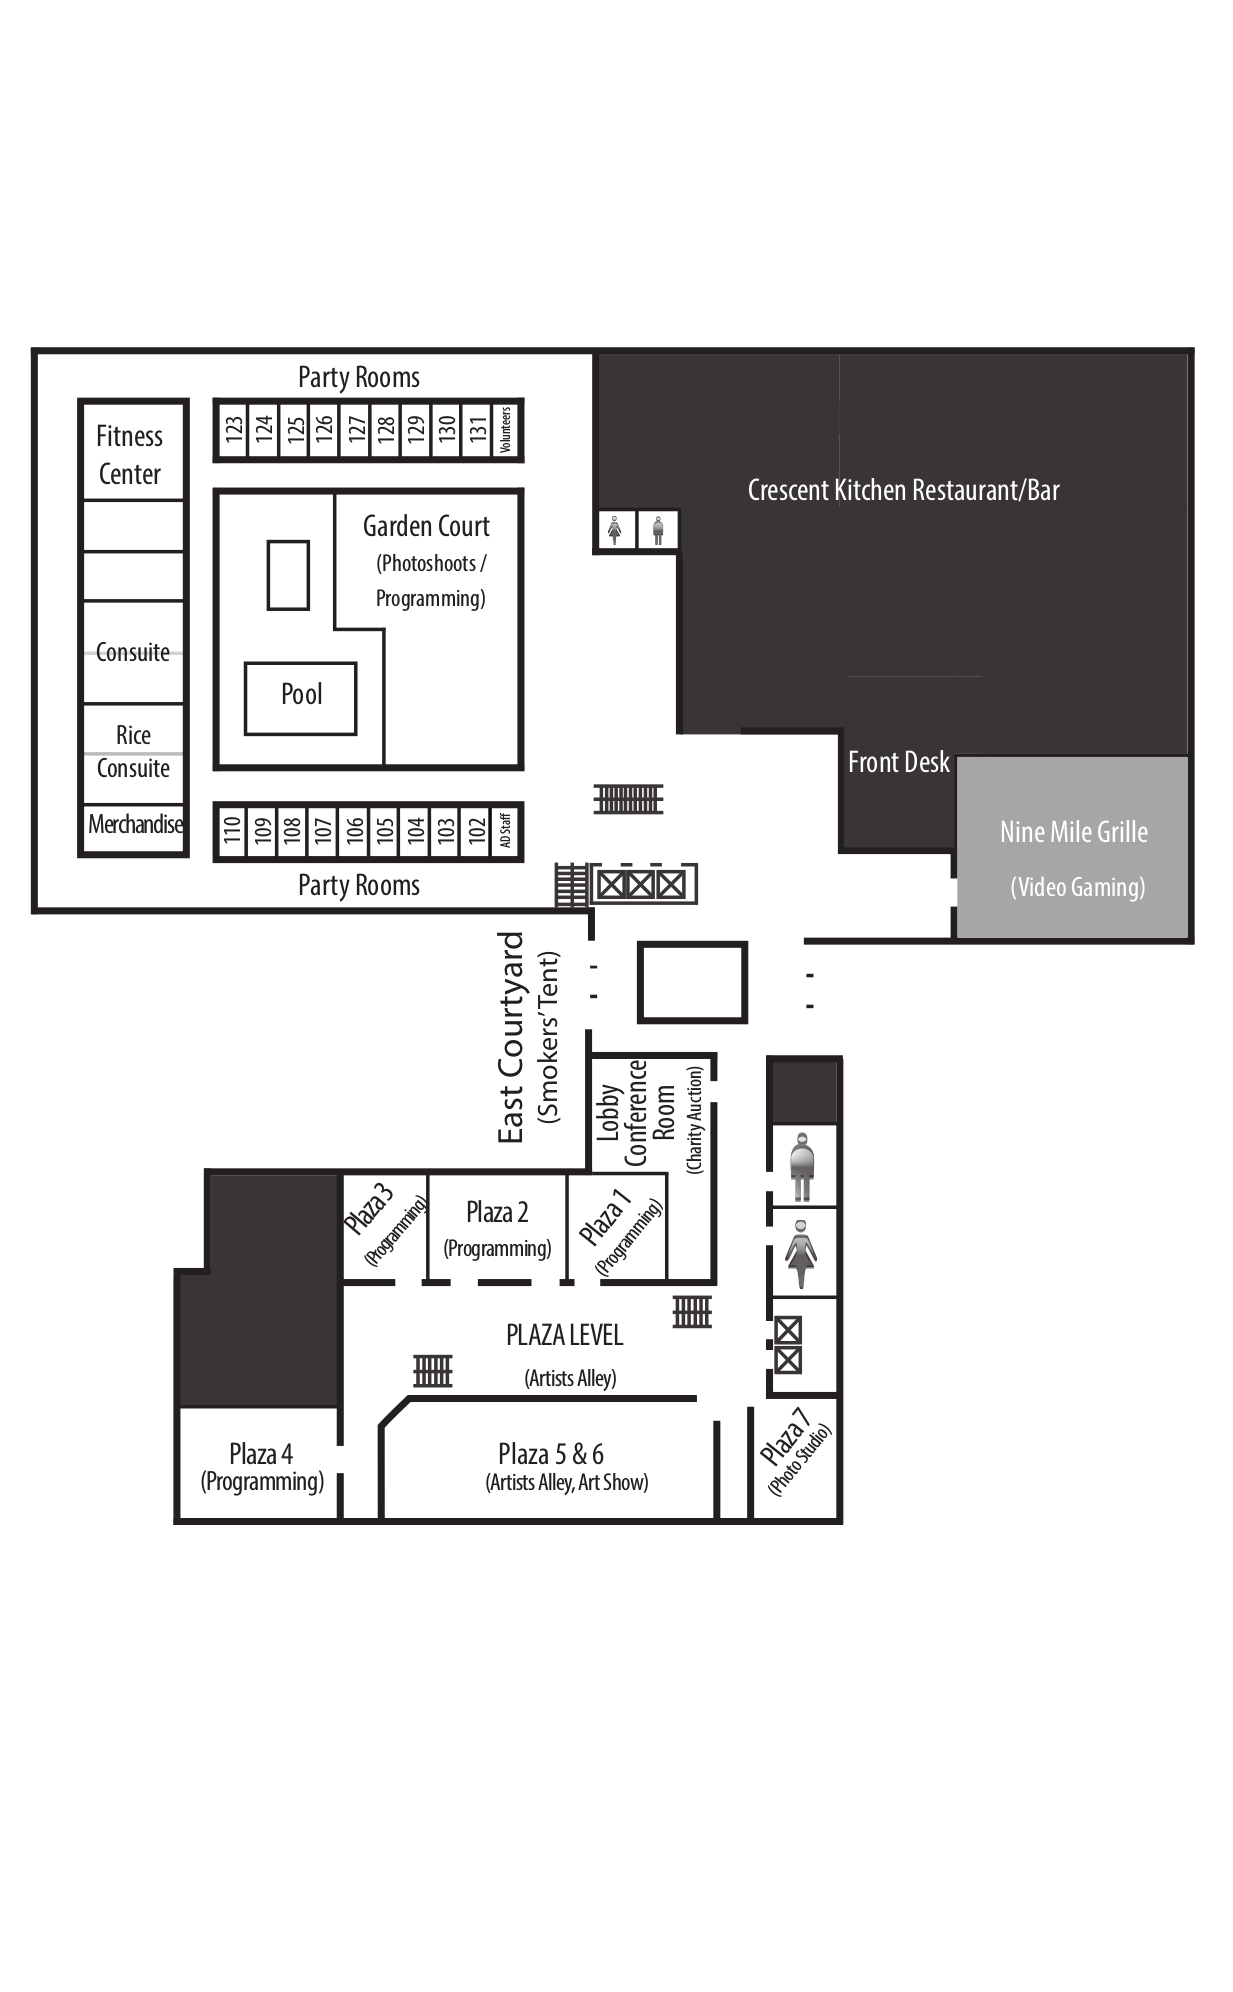 Party Rooms
123
124
125
126
127
128
129
130
131
Volunteers
Fitness
Center
Crescent Kitchen Restaurant/Bar
Garden Court
(Photoshoots /
Programming)
Consuite
Pool
Rice
Consuite
Merchandise
Front Desk
Nine Mile Grille
(Video Gaming)
110
109
108
107
106
105
104
103
102
AD Staff
Party Rooms
East Courtyard
(Smokers' Tent)
Lobby
Conference
Room
(Charity Auction)
Plaza 3
(Programming)
Plaza 2
(Programming)
Plaza 1
(Programming)
PLAZA LEVEL
(Artists Alley)
Plaza 4
(Programming)
Plaza 5 & 6
(Artists Alley, Art Show)
Plaza 7
(Photo Studio)